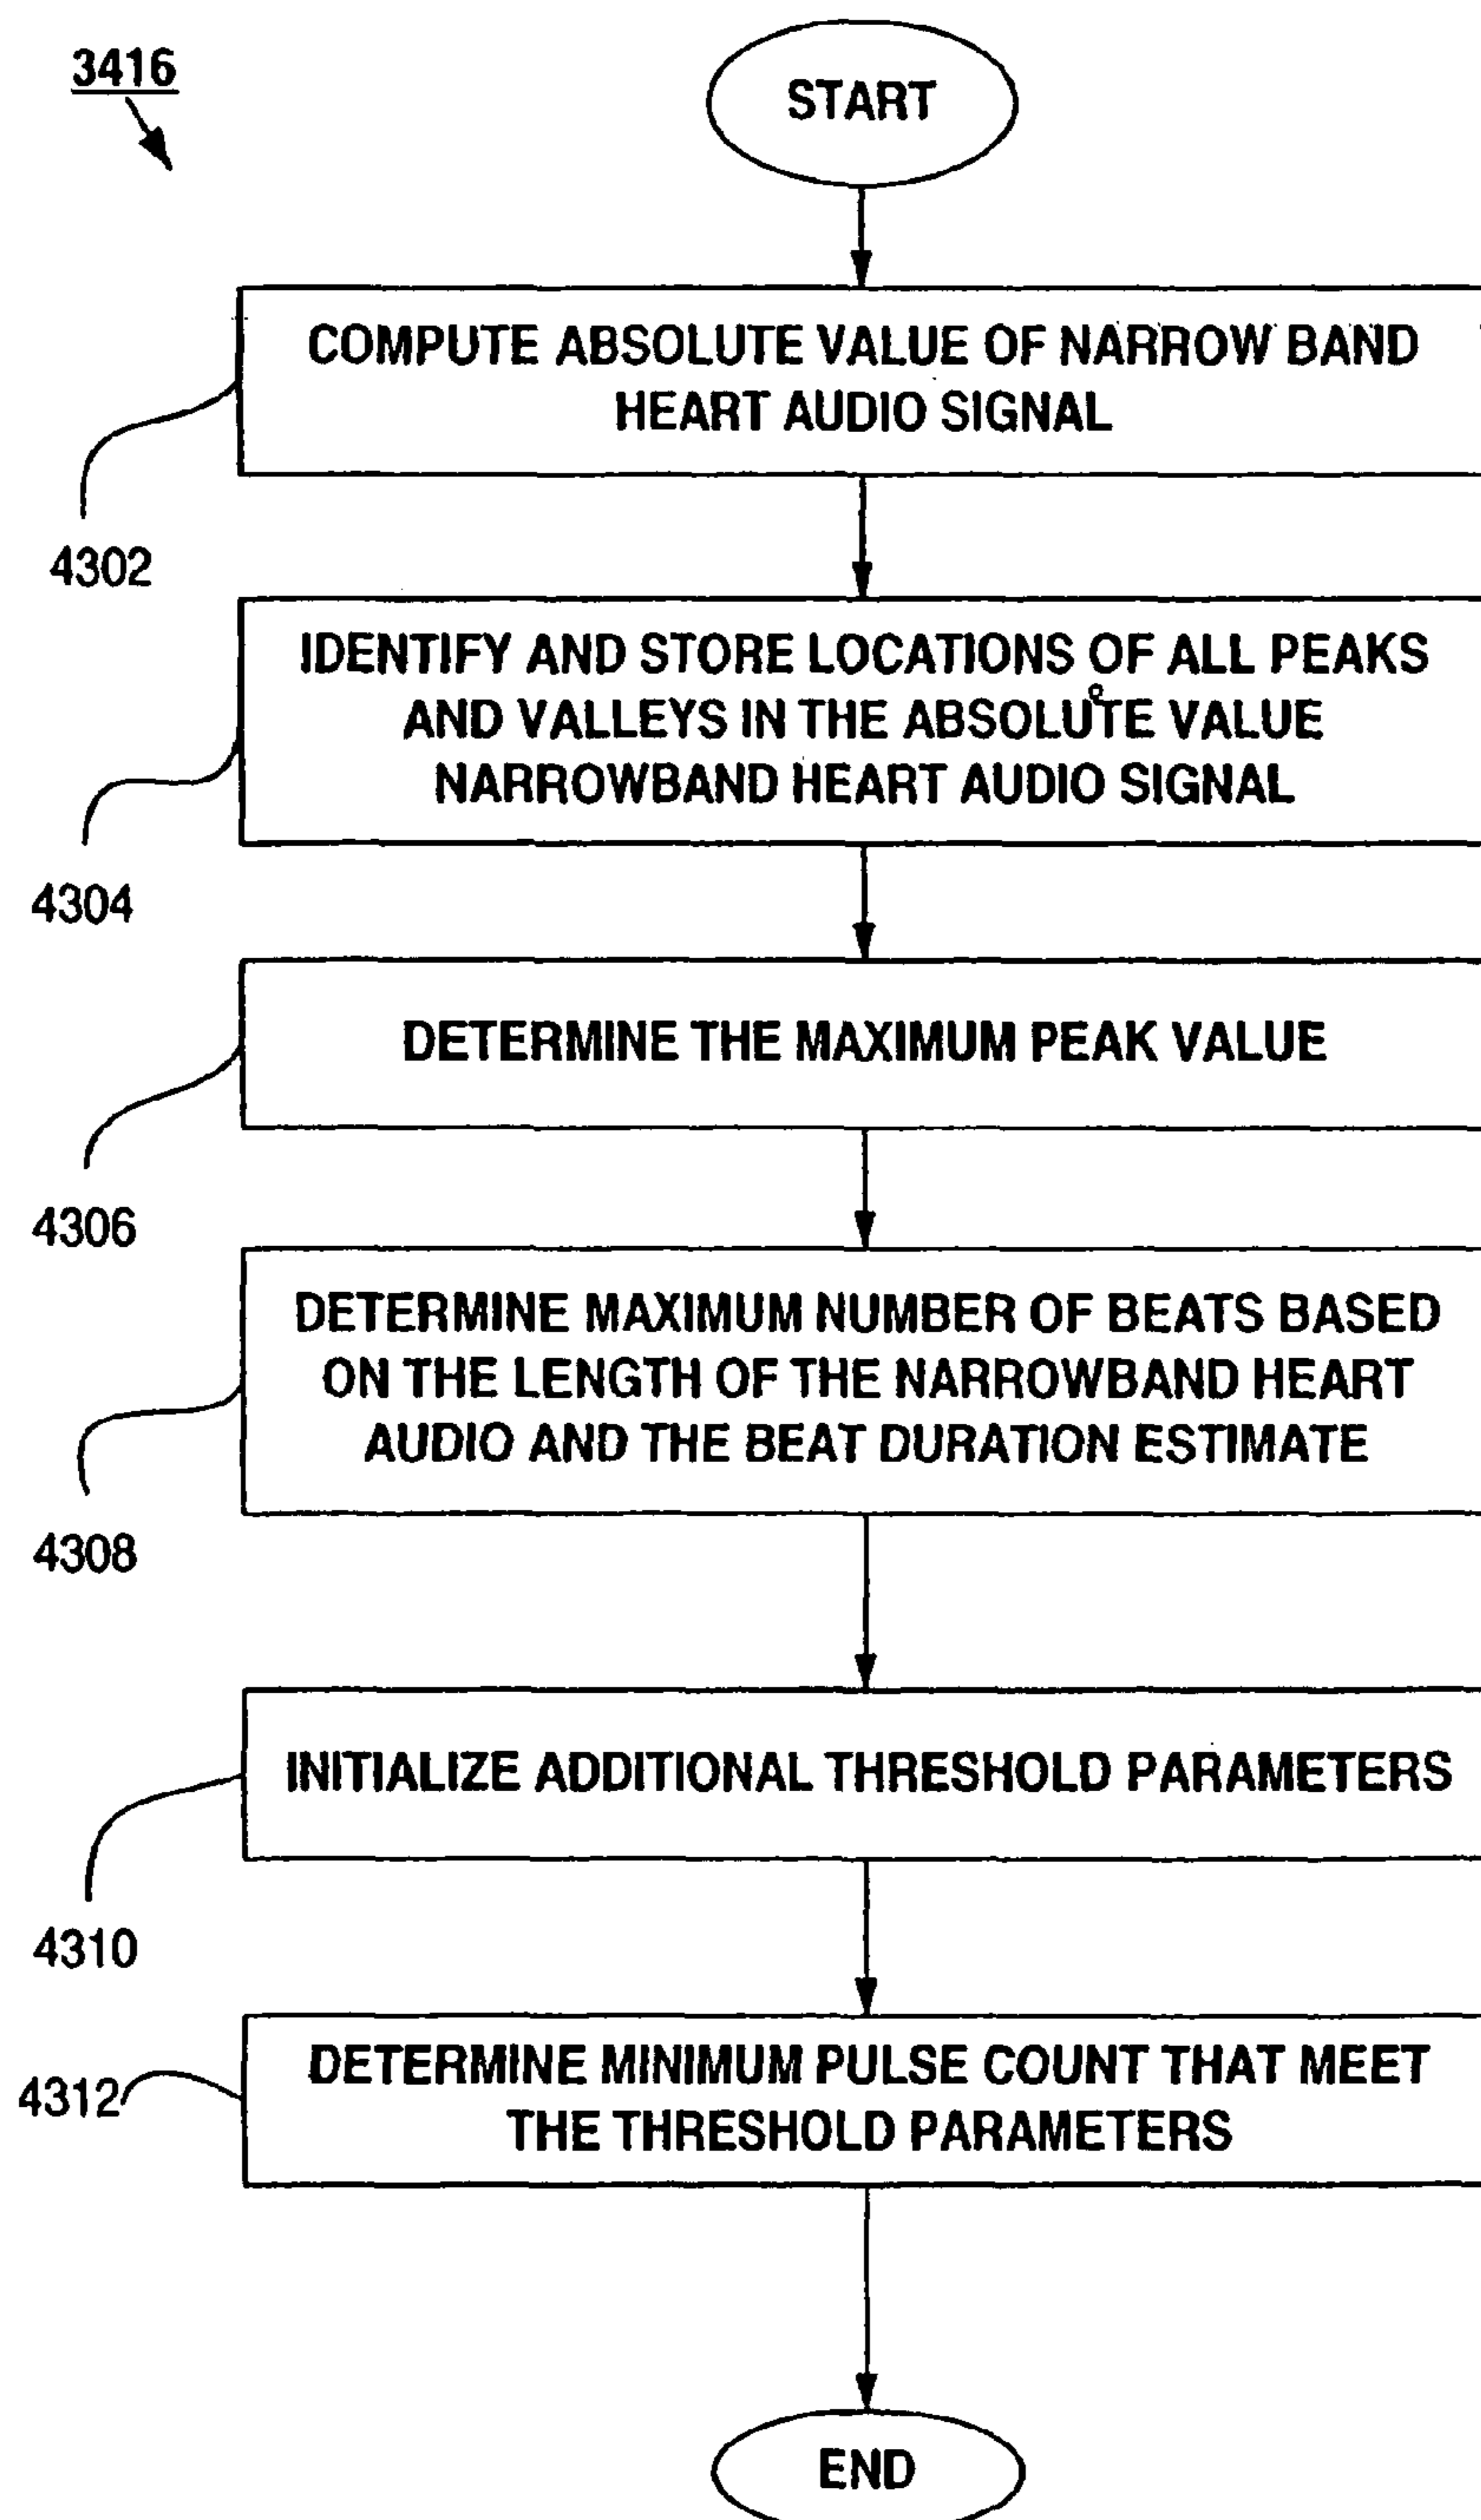 3416
START
COMPUTE ABSOLUTE VALUE OF NARROW BAND
HEART AUDIO SIGNAL
4302
IDENTIFY AND STORE LOCATIONS OF ALL PEAKS
AND VALLEYS IN THE ABSOLUTE VALUE
NARROWBAND HEART AUDIO SIGNAL
4304
DETERMINE THE MAXIMUM PEAK VALUE
4306
DETERMINE MAXIMUM NUMBER OF BEATS BASED
ON THE LENGTH OF THE NARROWBAND HEART
AUDIO AND THE BEAT DURATION ESTIMATE
4308
INITIALIZE ADDITIONAL THRESHOLD PARAMETERS
4310
DETERMINE MINIMUM PULSE COUNT THAT MEET
THE THRESHOLD PARAMETERS
4312
END